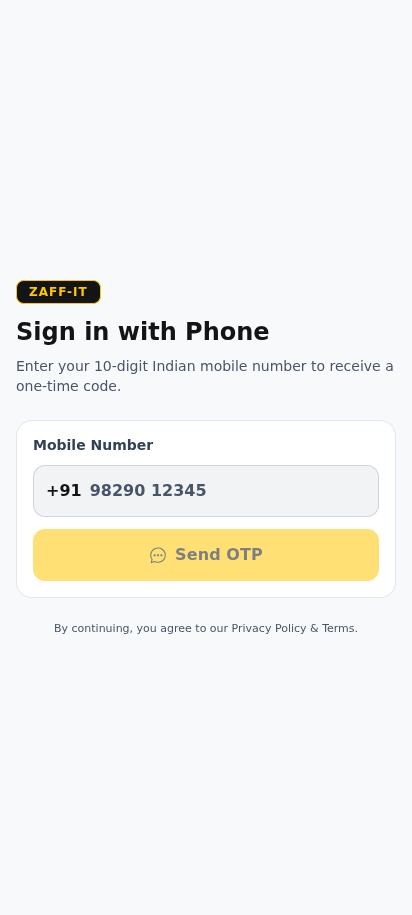 ZAFF-IT
Sign in with Phone
Enter your 10-digit Indian mobile number to receive a
one-time code.
Mobile Number
+91 98290 12345
Send OTP
By continuing, you agree to our Privacy Policy & Terms.